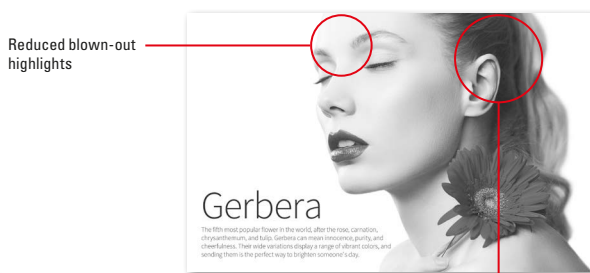 Reduced blown-out
highlights
Gerbera
The fifth most popular flower in the world, after the rose, carnation,
chrysanthemum, and tulip. Gerbera can mean innocence, purity, and
cheerfulness. Their wide variations display a range of vibrant colors, and
sending them is the perfect way to brighten someone's day.